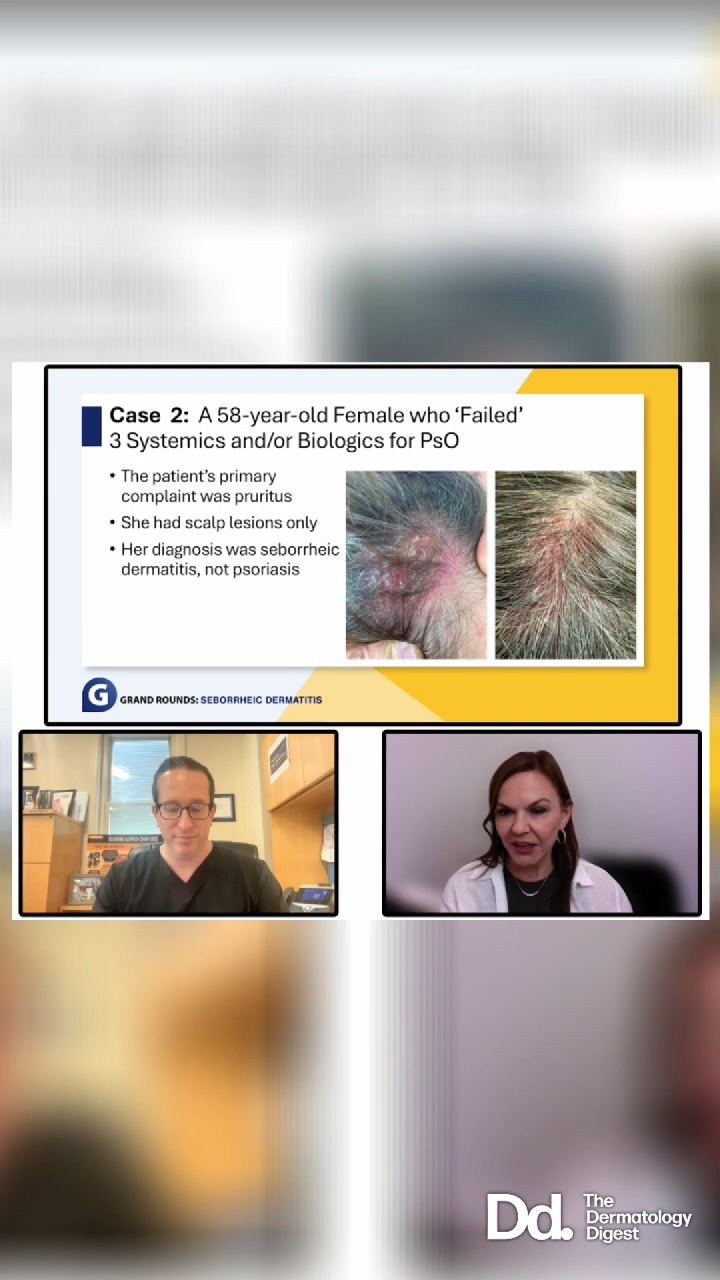 Case 2: A 58-year-old Female who ‘Failed’
3 Systemics and/or Biologics for PsO
• The patient’s primary
complaint was pruritus
• She had scalp lesions only
• Her diagnosis was seborrheic
dermatitis, not psoriasis
G GRAND ROUNDS: SEBORRHEIC DERMATITIS
Dd. The
Dermatology
Digest